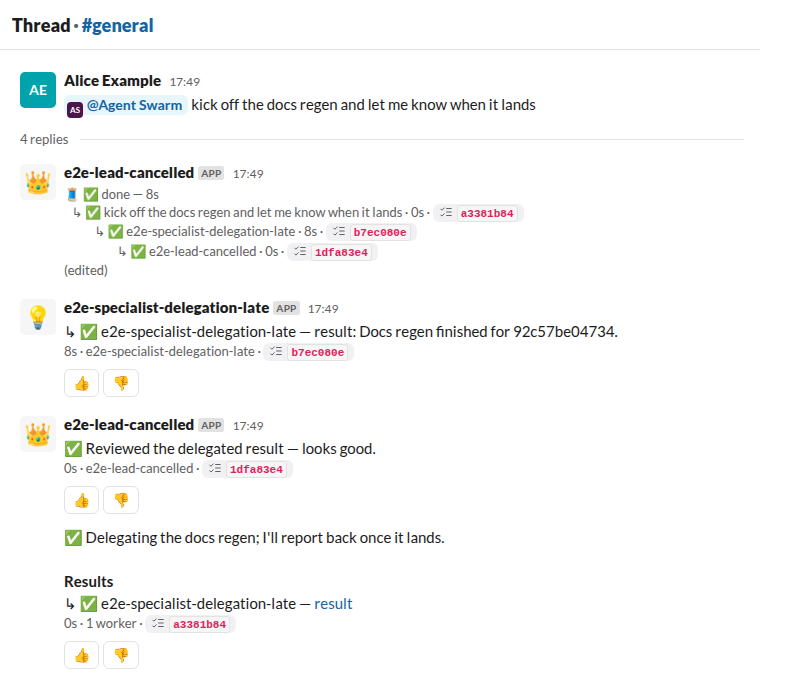 Thread · #general
AE
Alice Example 17:49
AS @Agent Swarm kick off the docs regen and let me know when it lands
4 replies
e2e-lead-cancelled APP 17:49
🧵 ✅ done — 8s
↳ ✅ kick off the docs regen and let me know when it lands · 0s · a3381b84
↳ ✅ e2e-specialist-delegation-late · 8s · b7ec080e
↳ ✅ e2e-lead-cancelled · 0s · 1dfa83e4
(edited)
e2e-specialist-delegation-late APP 17:49
↳ ✅ e2e-specialist-delegation-late — result: Docs regen finished for 92c57be04734.
8s · e2e-specialist-delegation-late · b7ec080e
👍 👎
e2e-lead-cancelled APP 17:49
✅ Reviewed the delegated result — looks good.
0s · e2e-lead-cancelled · 1dfa83e4
👍 👎
✅ Delegating the docs regen; I'll report back once it lands.
Results
↳ ✅ e2e-specialist-delegation-late — result
0s · 1 worker · a3381b84
👍 👎